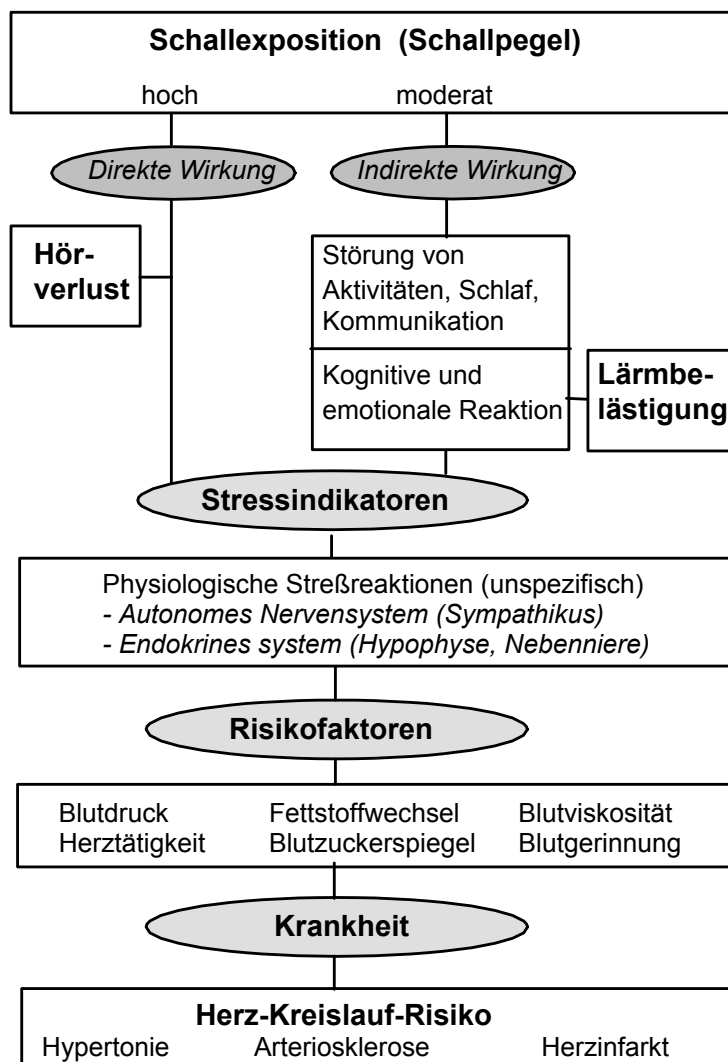 Schallexposition (Schallpegel)
hoch moderat
Direkte Wirkung Indirekte Wirkung
Hör-
verlust
Störung von
Aktivitäten, Schlaf,
Kommunikation
Kognitive und
emotionale Reaktion
Lärmbe-
lästigung
Stressindikatoren
Physiologische Streßreaktionen (unspezifisch)
- Autonomes Nervensystem (Sympathikus)
- Endokrines system (Hypophyse, Nebenniere)
Risikofaktoren
Blutdruck Fettstoffwechsel Blutviskosität
Herztätigkeit Blutzuckerspiegel Blutgerinnung
Krankheit
Herz-Kreislauf-Risiko
Hypertonie Arteriosklerose Herzinfarkt